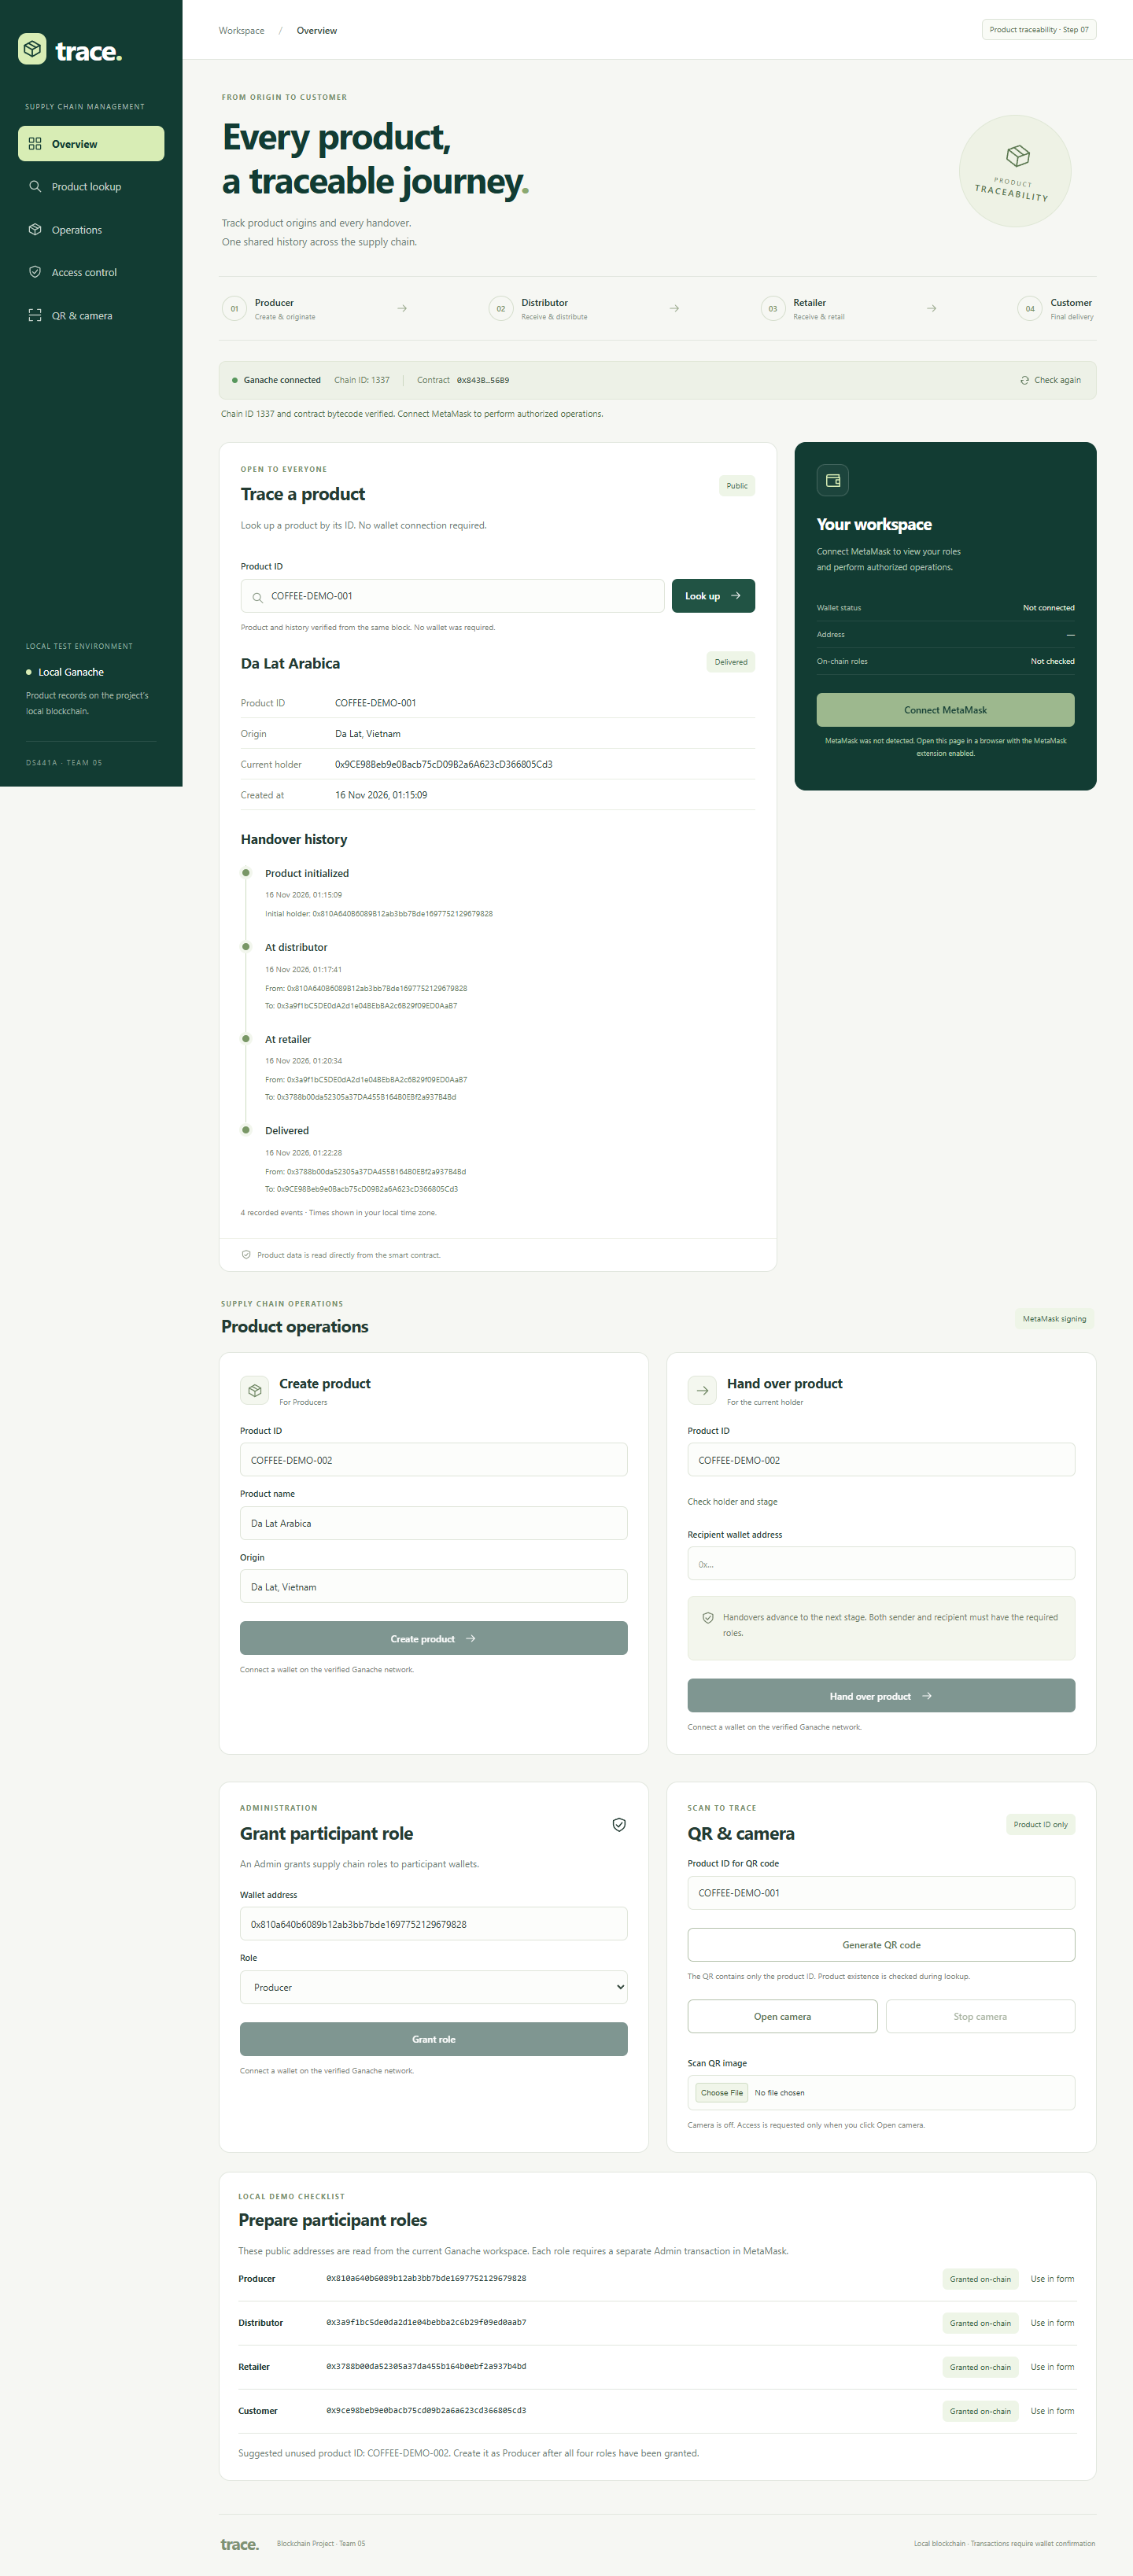 trace.
SUPPLY CHAIN MANAGEMENT
Overview
Product lookup
Operations
Access control
QR & camera
LOCAL TEST ENVIRONMENT
Local Ganache
Product records on the project's
local blockchain.
DS441A · TEAM 05
Workspace / Overview
Product traceability · Step 07
FROM ORIGIN TO CUSTOMER
Every product,
a traceable journey.
Track product origins and every handover.
One shared history across the supply chain.
PRODUCT
TRACEABILITY
01 Producer
Create & originate
02 Distributor
Receive & distribute
03 Retailer
Receive & retail
04 Customer
Final delivery
Ganache connected Chain ID: 1337 Contract 0x843B…56B9
Check again
Chain ID 1337 and contract bytecode verified. Connect MetaMask to perform authorized operations.
OPEN TO EVERYONE
Trace a product
Public
Look up a product by its ID. No wallet connection required.
Product ID
COFFEE-DEMO-001
Look up
Product and history verified from the same block. No wallet was required.
Da Lat Arabica
Delivered
Product ID COFFEE-DEMO-001
Origin Da Lat, Vietnam
Current holder 0x9CE98Beb9e0Bacb75cD09B2a6A623cD366805Cd3
Created at 16 Nov 2026, 01:15:09
Handover history
Product initialized
16 Nov 2026, 01:15:09
Initial holder: 0x810A640B6089B12ab3bb7Bde1697752129679828
At distributor
16 Nov 2026, 01:17:41
From: 0x810A640B6089B12ab3bb7Bde1697752129679828
To: 0x3a9f1bC5DE0dA2d1e04BEbBA2c6B29f09ED0AaB7
At retailer
16 Nov 2026, 01:20:34
From: 0x3a9f1bC5DE0dA2d1e04BEbBA2c6B29f09ED0AaB7
To: 0x3788b00da52305a37DA455B164B0EBf2a937B4Bd
Delivered
16 Nov 2026, 01:22:28
From: 0x3788b00da52305a37DA455B164B0EBf2a937B4Bd
To: 0x9CE98Beb9e0Bacb75cD09B2a6A623cD366805Cd3
4 recorded events · Times shown in your local time zone.
Product data is read directly from the smart contract.
Your workspace
Connect MetaMask to view your roles
and perform authorized operations.
Wallet status Not connected
Address —
On-chain roles Not checked
Connect MetaMask
MetaMask was not detected. Open this page in a browser with the MetaMask
extension enabled.
SUPPLY CHAIN OPERATIONS
Product operations
MetaMask signing
Create product
For Producers
Product ID
COFFEE-DEMO-002
Product name
Da Lat Arabica
Origin
Da Lat, Vietnam
Create product
Connect a wallet on the verified Ganache network.
Hand over product
For the current holder
Product ID
COFFEE-DEMO-002
Check holder and stage
Recipient wallet address
0x...
Handovers advance to the next stage. Both sender and recipient must have the required
roles.
Hand over product
Connect a wallet on the verified Ganache network.
ADMINISTRATION
Grant participant role
An Admin grants supply chain roles to participant wallets.
Wallet address
0x810a640b6089b12ab3bb7bde1697752129679828
Role
Producer
Grant role
Connect a wallet on the verified Ganache network.
SCAN TO TRACE
QR & camera
Product ID only
Product ID for QR code
COFFEE-DEMO-001
Generate QR code
The QR contains only the product ID. Product existence is checked during lookup.
Open camera
Stop camera
Scan QR image
Choose File No file chosen
Camera is off. Access is requested only when you click Open camera.
LOCAL DEMO CHECKLIST
Prepare participant roles
These public addresses are read from the current Ganache workspace. Each role requires a separate Admin transaction in MetaMask.
Producer 0x810a640b6089b12ab3bb7bde1697752129679828 Granted on-chain Use in form
Distributor 0x3a9f1bc5de0da2d1e04bebba2c6b29f09ed0aab7 Granted on-chain Use in form
Retailer 0x3788b00da52305a37da455b164b0ebf2a937b4bd Granted on-chain Use in form
Customer 0x9ce98beb9e0bacb75cd09b2a6a623cd366805cd3 Granted on-chain Use in form
Suggested unused product ID: COFFEE-DEMO-002. Create it as Producer after all four roles have been granted.
trace.
Blockchain Project · Team 05
Local blockchain · Transactions require wallet confirmation